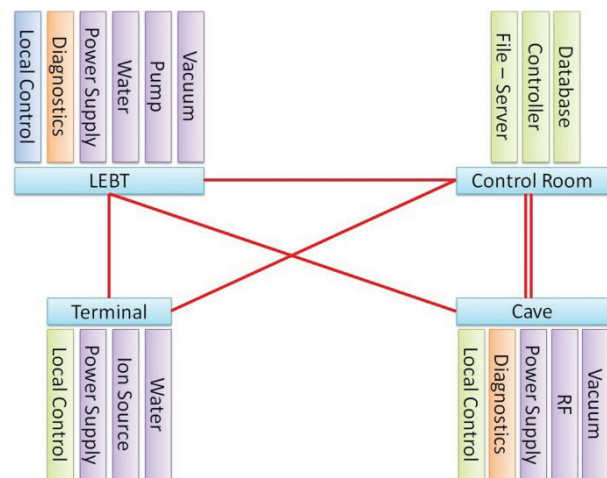 Local Control
Diagnostics
Power Supply
Water
Pump
Vacuum
LEBT
File – Server
Controller
Database
Control Room
Terminal
Local Control
Power Supply
Ion Source
Water
Cave
Local Control
Diagnostics
Power Supply
RF
Vacuum